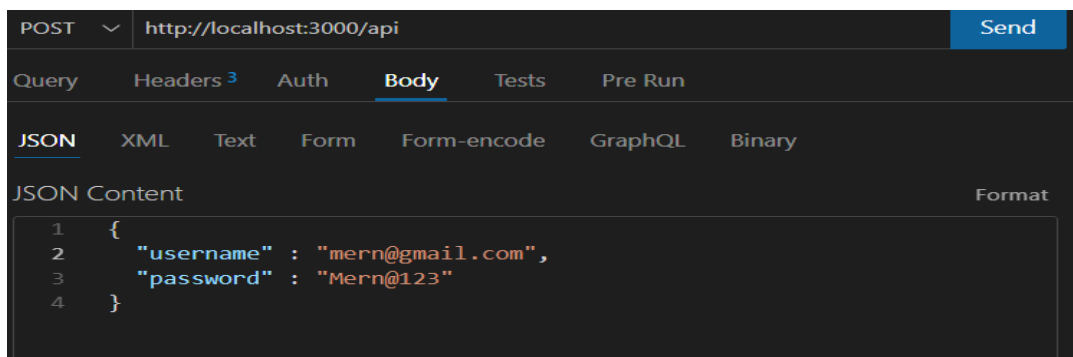 POST http://localhost:3000/api Send
Query Headers 3 Auth Body Tests Pre Run
JSON XML Text Form Form-encode GraphQL Binary
JSON Content Format
1 {
2 "username" : "mern@gmail.com",
3 "password" : "Mern@123"
4 }